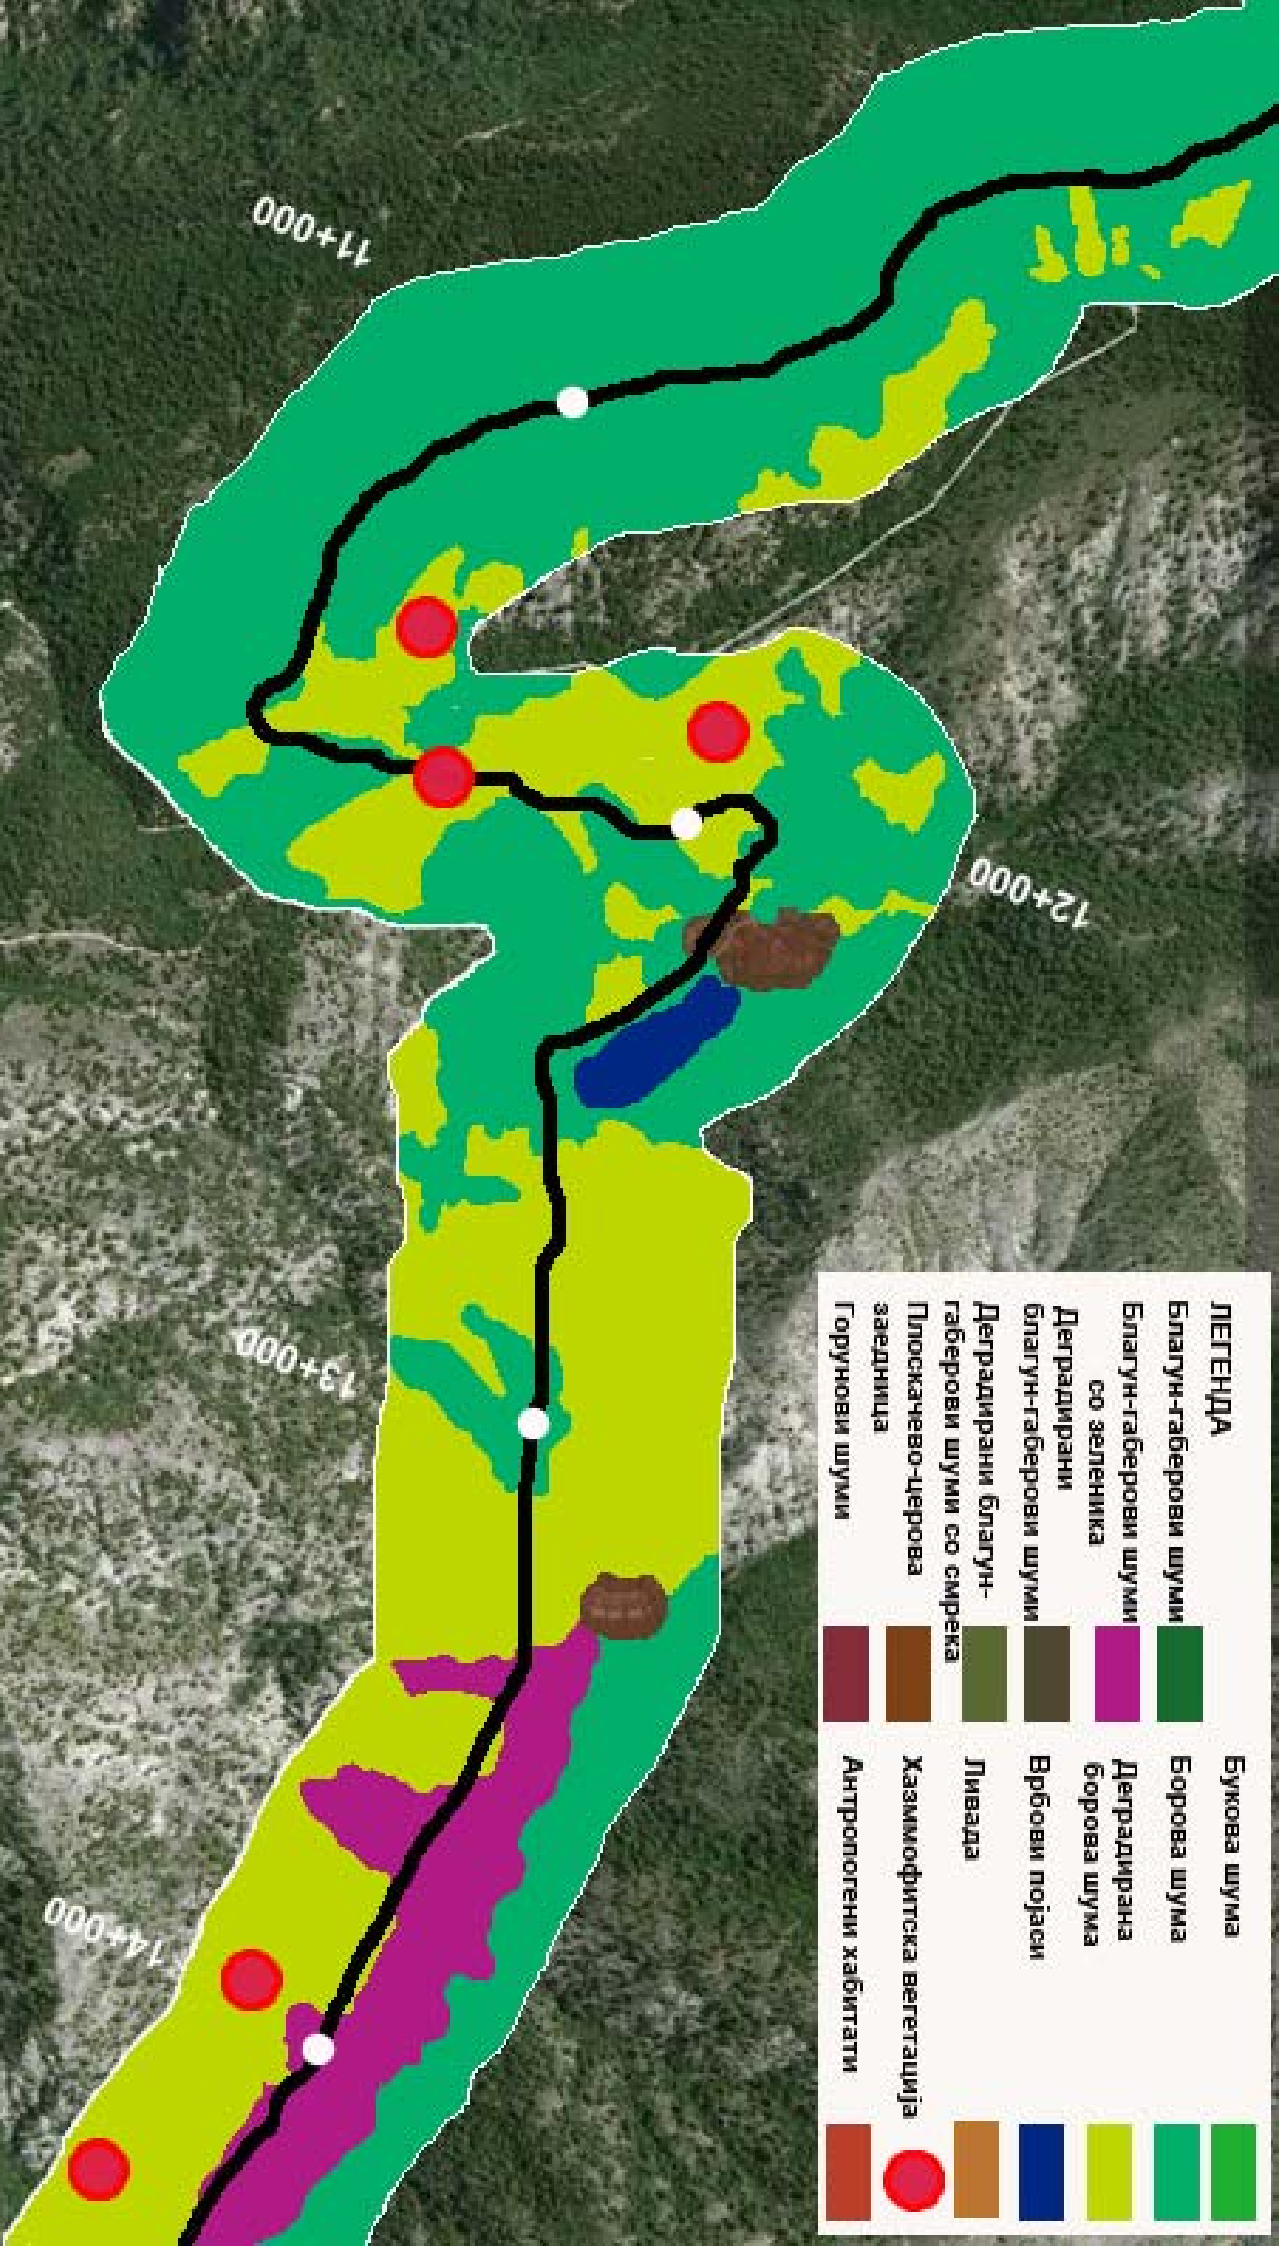 11+000
12+000
13+000
14+000
ЛЕГЕНДА
Благун-габерови шуми
Благун-габерови шуми
со зеленика
Деградирани
благун-габерови шуми
Деградирани благун-
габерови шуми со смрека
Плоскачево-церова
заедница
Горунови шуми
Букова шума
Борова шума
Деградирана
борова шума
Врбови појаси
Ливада
Хазмофитска вегетација
Антропогени хабитати